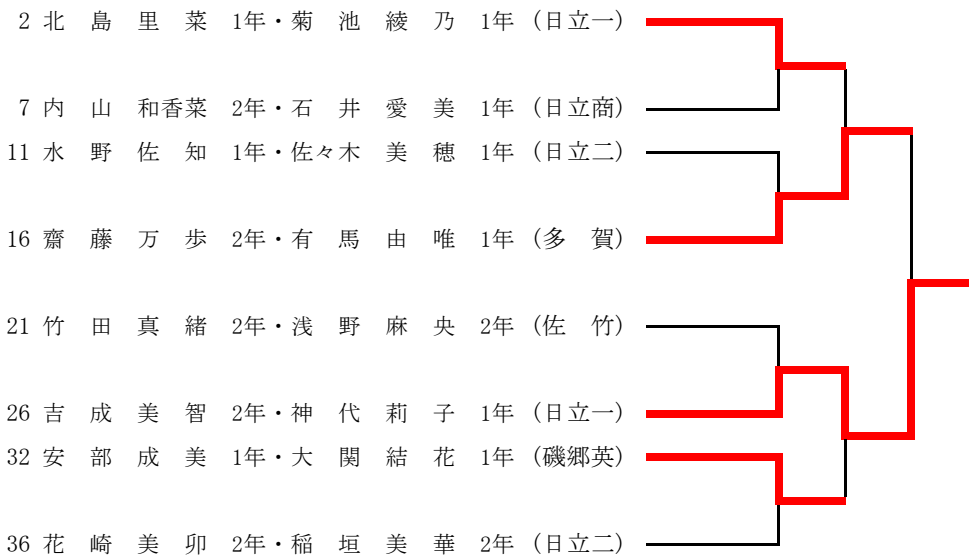 2 北 島 里 菜 1年・菊 池 綾 乃 1年 (日立一)
7 内 山 和香菜 2年・石 井 愛 美 1年 (日立商)
11 水 野 佐 知 1年・佐々木 美 穂 1年 (日立二)
16 齋 藤 万 歩 2年・有 馬 由 唯 1年 (多 賀)
21 竹 田 真 緒 2年・浅 野 麻 央 2年 (佐 竹)
26 吉 成 美 智 2年・神 代 莉 子 1年 (日立一)
32 安 部 成 美 1年・大 関 結 花 1年 (磯郷英)
36 花 崎 美 卯 2年・稲 垣 美 華 2年 (日立二)